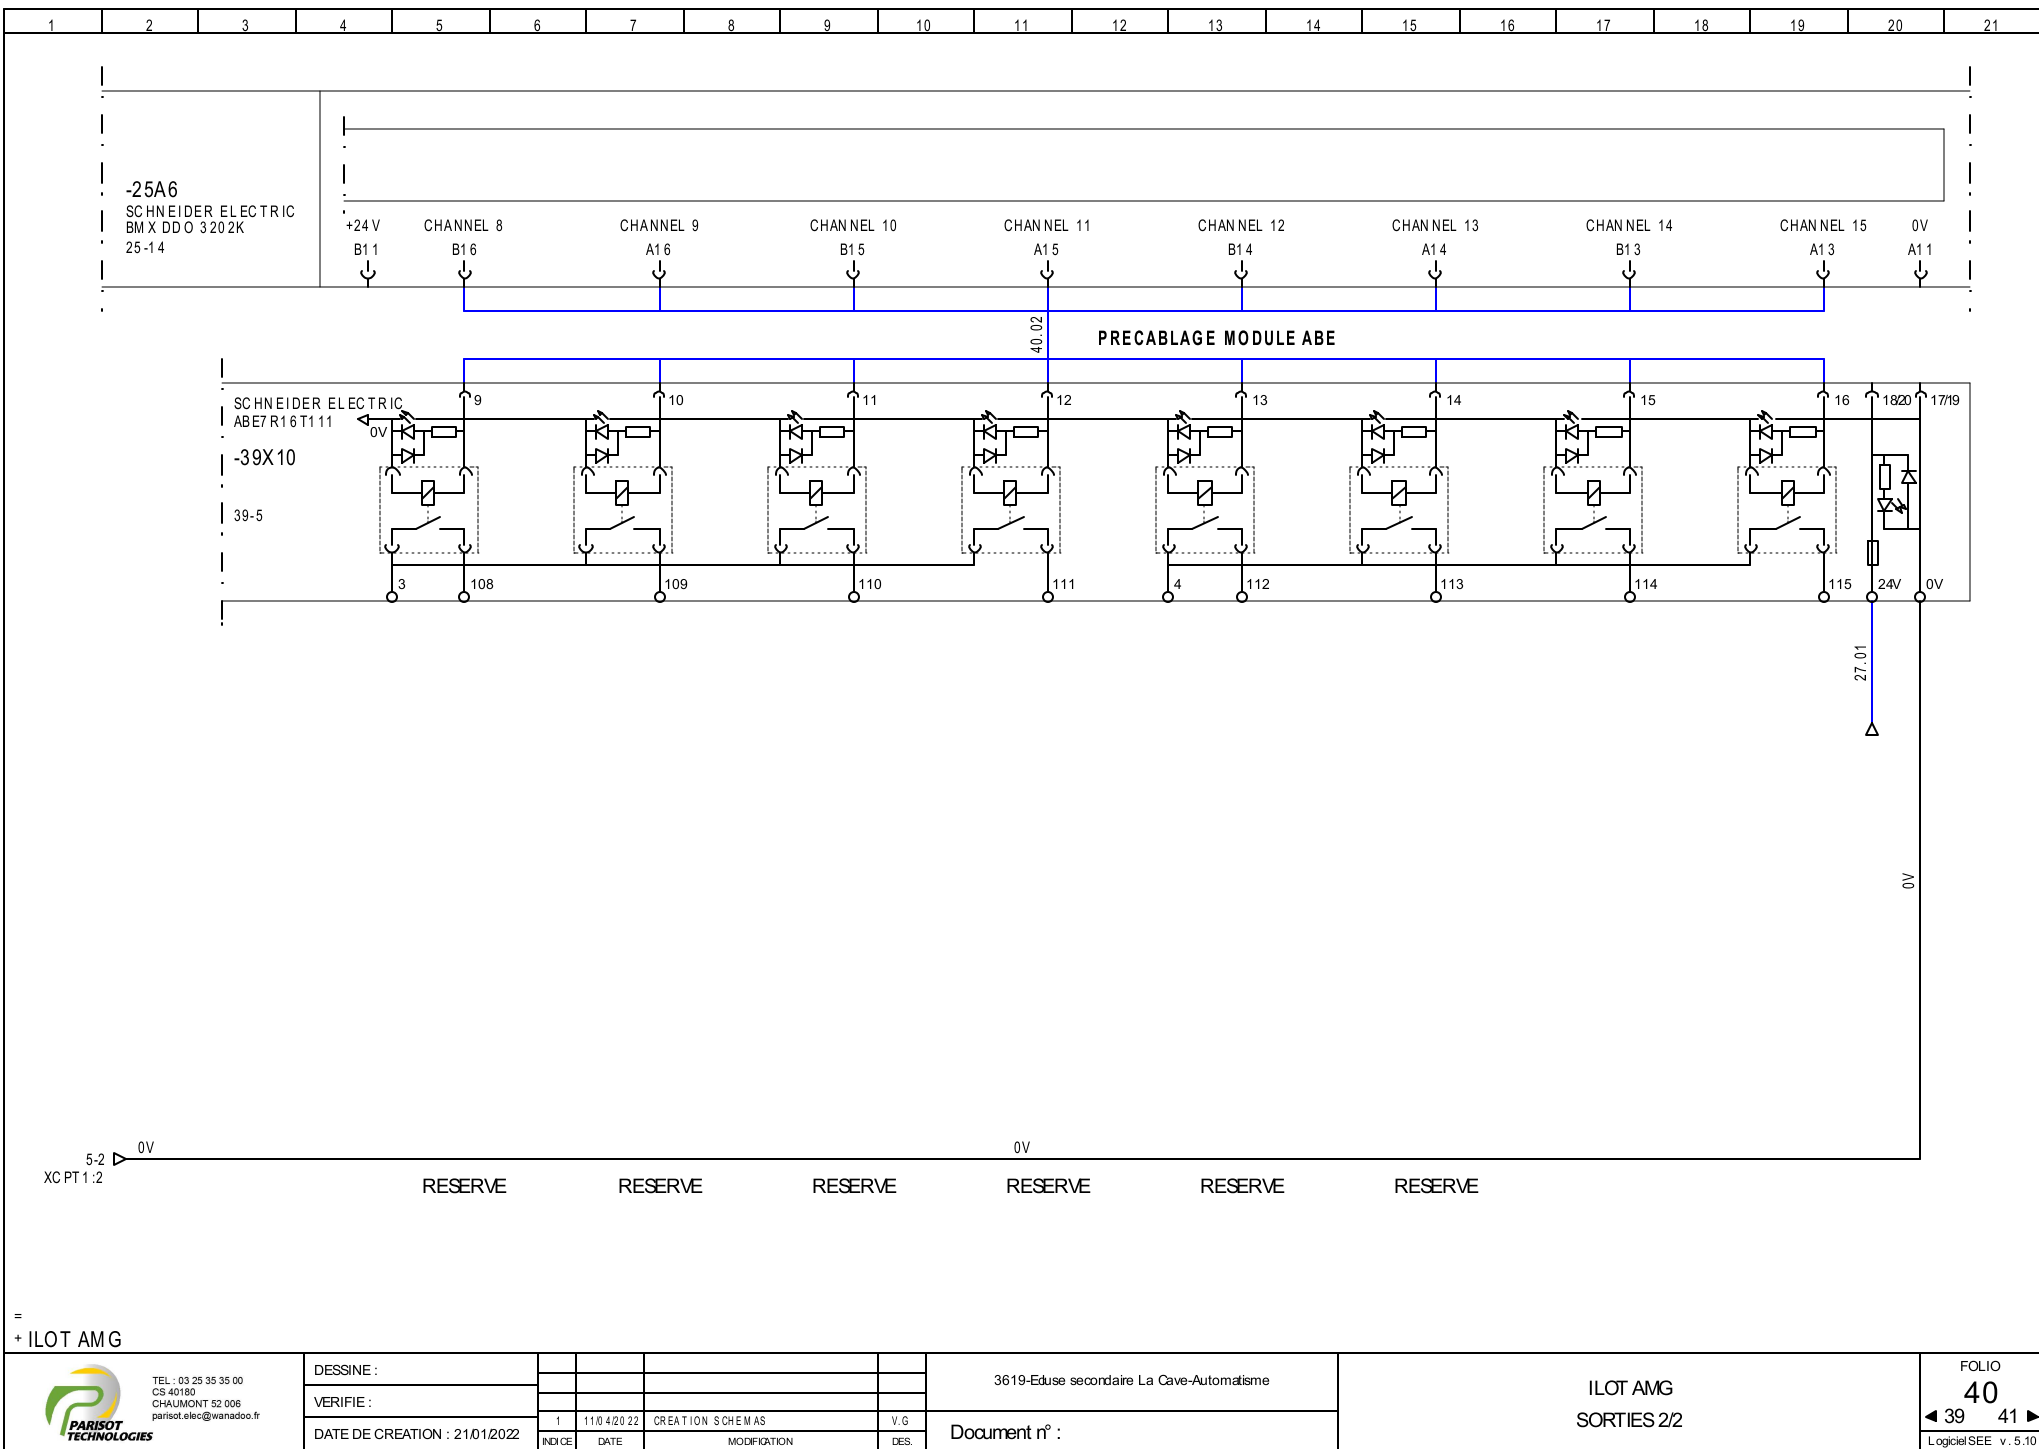 1 2 3 4 5 6 7 8 9 10 11 12 13 14 15 16 17 18 19 20 21
-25A6
SCHNEIDER ELECTRIC
BMX DDO 3202K
25-14
+24V CHANNEL 8 CHANNEL 9 CHANNEL 10 CHANNEL 11 CHANNEL 12 CHANNEL 13 CHANNEL 14 CHANNEL 15 0V
B11 B16 A16 B15 A15 B14 A14 B13 A13 A11
40.02
PRECABLAGE MODULE ABE
SCHNEIDER ELECTRIC
ABE7R16T111
-39X10
39-5
0V
9 10 11 12 13 14 15 16 18/20 17/19
3 108 109 110 111 4 112 113 114 115 24V 0V
27.01
0V
5-2
XCPT1:2
0V 0V
RESERVE RESERVE RESERVE RESERVE RESERVE RESERVE
=
+ ILOT AMG
PARISOT
TECHNOLOGIES
TEL : 03 25 35 35 00
CS 40180
CHAUMONT 52 006
parisot.elec@wanadoo.fr
DESSINE :
VERIFIE :
DATE DE CREATION : 21/01/2022
1 11/04/2022 CREATION SCHEMAS V.G
INDICE DATE MODIFICATION DES.
3619-Eduse secondaire La Cave-Automatisme
Document n° :
ILOT AMG
SORTIES 2/2
FOLIO
40
39 41
Logiciel SEE v.5.10